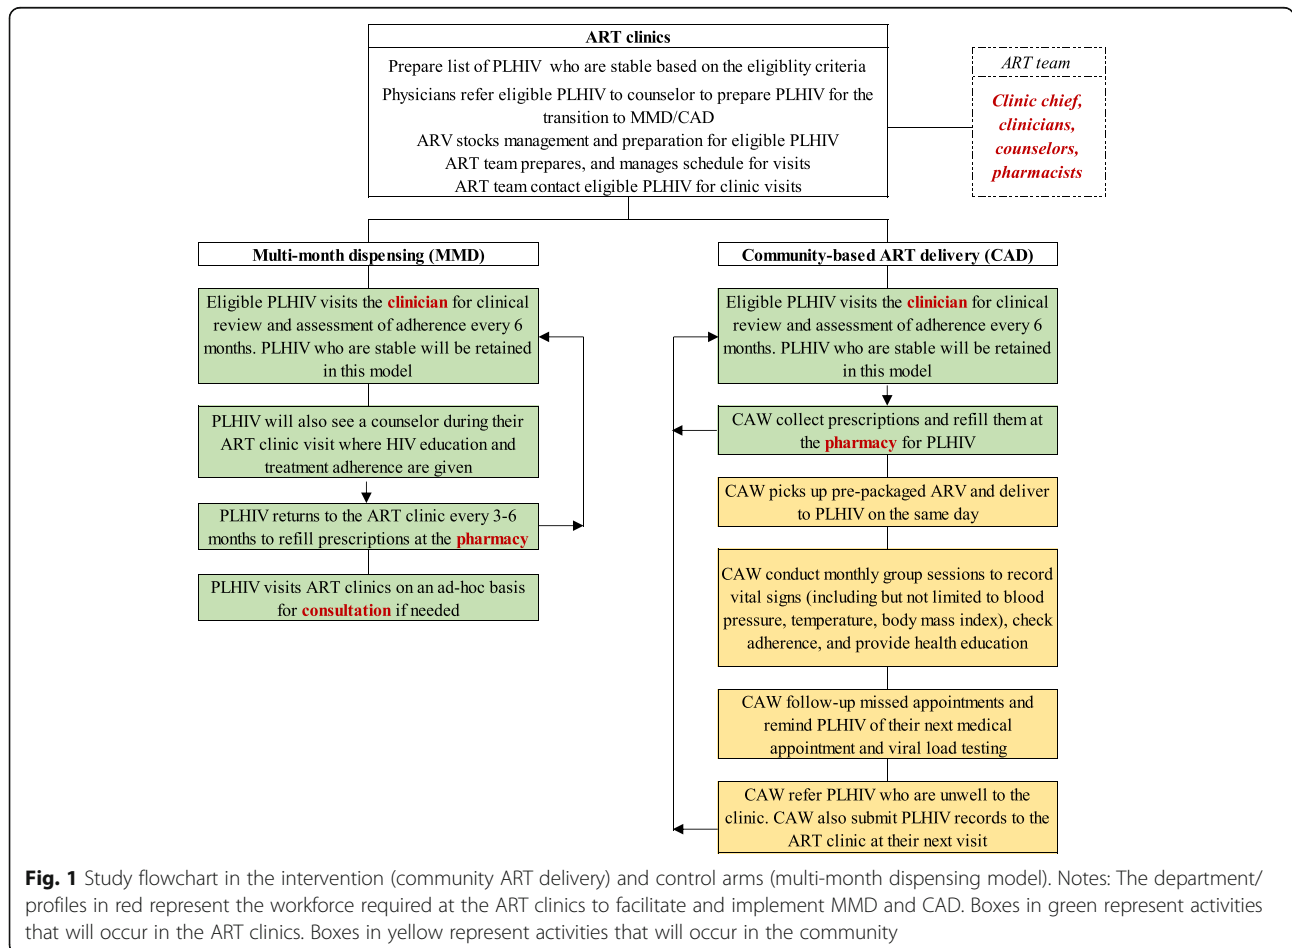 ART clinics
Prepare list of PLHIV who are stable based on the eligiblity criteria
Physicians refer eligible PLHIV to counselor to prepare PLHIV for the
transition to MMD/CAD
ARV stocks management and preparation for eligible PLHIV
ART team prepares, and manages schedule for visits
ART team contact eligible PLHIV for clinic visits
ART team
Clinic chief,
clinicians,
counselors,
pharmacists
Multi-month dispensing (MMD)
Eligible PLHIV visits the clinician for clinical
review and assessment of adherence every 6
months. PLHIV who are stable will be retained
in this model
PLHIV will also see a counselor during their
ART clinic visit where HIV education and
treatment adherence are given
PLHIV returns to the ART clinic every 3-6
months to refill prescriptions at the pharmacy
PLHIV visits ART clinics on an ad-hoc basis
for consultation if needed
Community-based ART delivery (CAD)
Eligible PLHIV visits the clinician for clinical
review and assessment of adherence every 6
months. PLHIV who are stable will be retained
in this model
CAW collect prescriptions and refill them at
the pharmacy for PLHIV
CAW picks up pre-packaged ARV and deliver
to PLHIV on the same day
CAW conduct monthly group sessions to record
vital signs (including but not limited to blood
pressure, temperature, body mass index), check
adherence, and provide health education
CAW follow-up missed appointments and
remind PLHIV of their next medical
appointment and viral load testing
CAW refer PLHIV who are unwell to the
clinic. CAW also submit PLHIV records to the
ART clinic at their next visit
Fig. 1 Study flowchart in the intervention (community ART delivery) and control arms (multi-month dispensing model). Notes: The department/
profiles in red represent the workforce required at the ART clinics to facilitate and implement MMD and CAD. Boxes in green represent activities
that will occur in the ART clinics. Boxes in yellow represent activities that will occur in the community